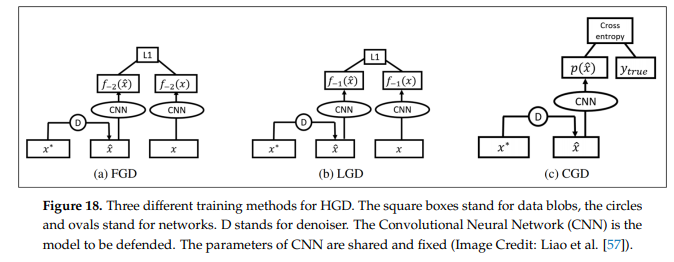 L1
f₋₂(x̂) f₋₂(x)
CNN CNN
D
x* x̂ x
(a) FGD
L1
f₋₁(x̂) f₋₁(x)
CNN CNN
D
x* x̂ x
(b) LGD
Cross
entropy
p(x̂) y_true
CNN
D
x* x̂
(c) CGD
Figure 18. Three different training methods for HGD. The square boxes stand for data blobs, the circles
and ovals stand for networks. D stands for denoiser. The Convolutional Neural Network (CNN) is the
model to be defended. The parameters of CNN are shared and fixed (Image Credit: Liao et al. [57]).